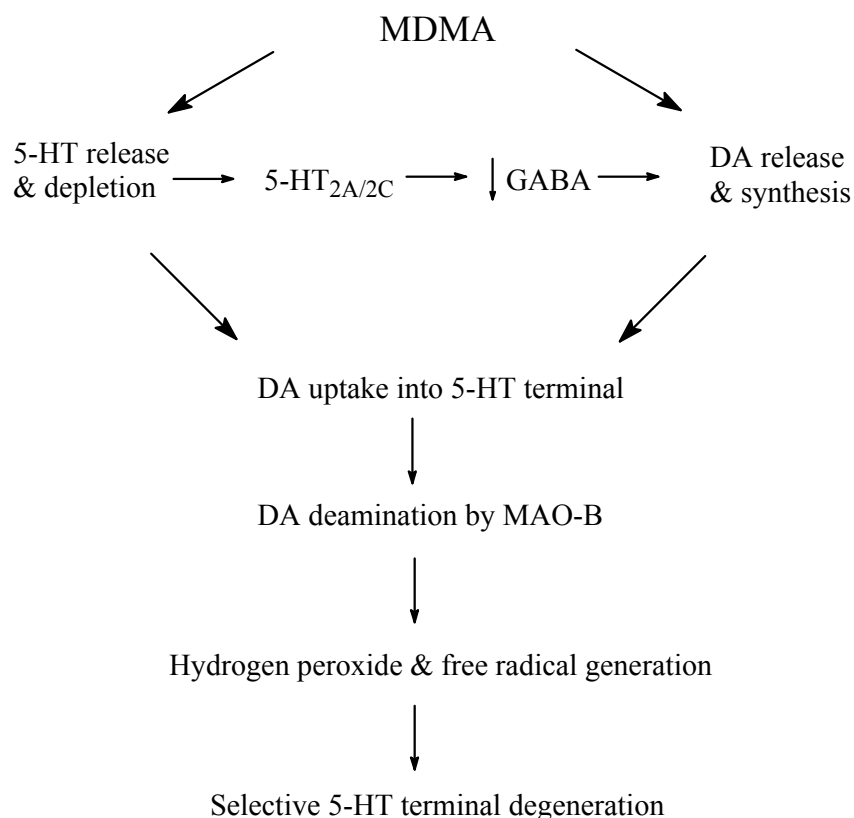 MDMA
5-HT release
& depletion
5-HT2A/2C
↓ GABA
DA release
& synthesis
DA uptake into 5-HT terminal
DA deamination by MAO-B
Hydrogen peroxide & free radical generation
Selective 5-HT terminal degeneration